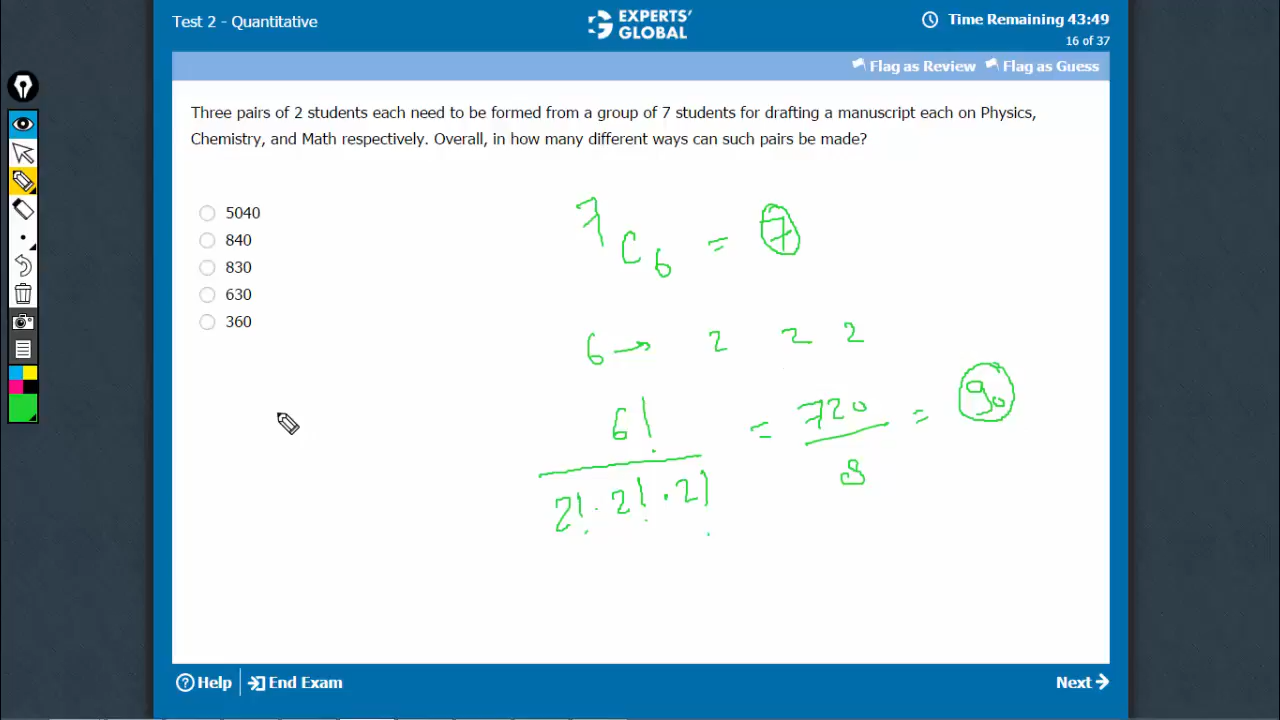 Test 2 - Quantitative
EXPERTS'
GLOBAL
Time Remaining 43:49
16 of 37
Flag as Review
Flag as Guess
Three pairs of 2 students each need to be formed from a group of 7 students for drafting a manuscript each on Physics,
Chemistry, and Math respectively. Overall, in how many different ways can such pairs be made?
5040
840
830
630
360
7 C 6 = 7
6 → 2 2 2
6! / 2! · 2! · 2! = 720 / 8 = 90
Help
End Exam
Next